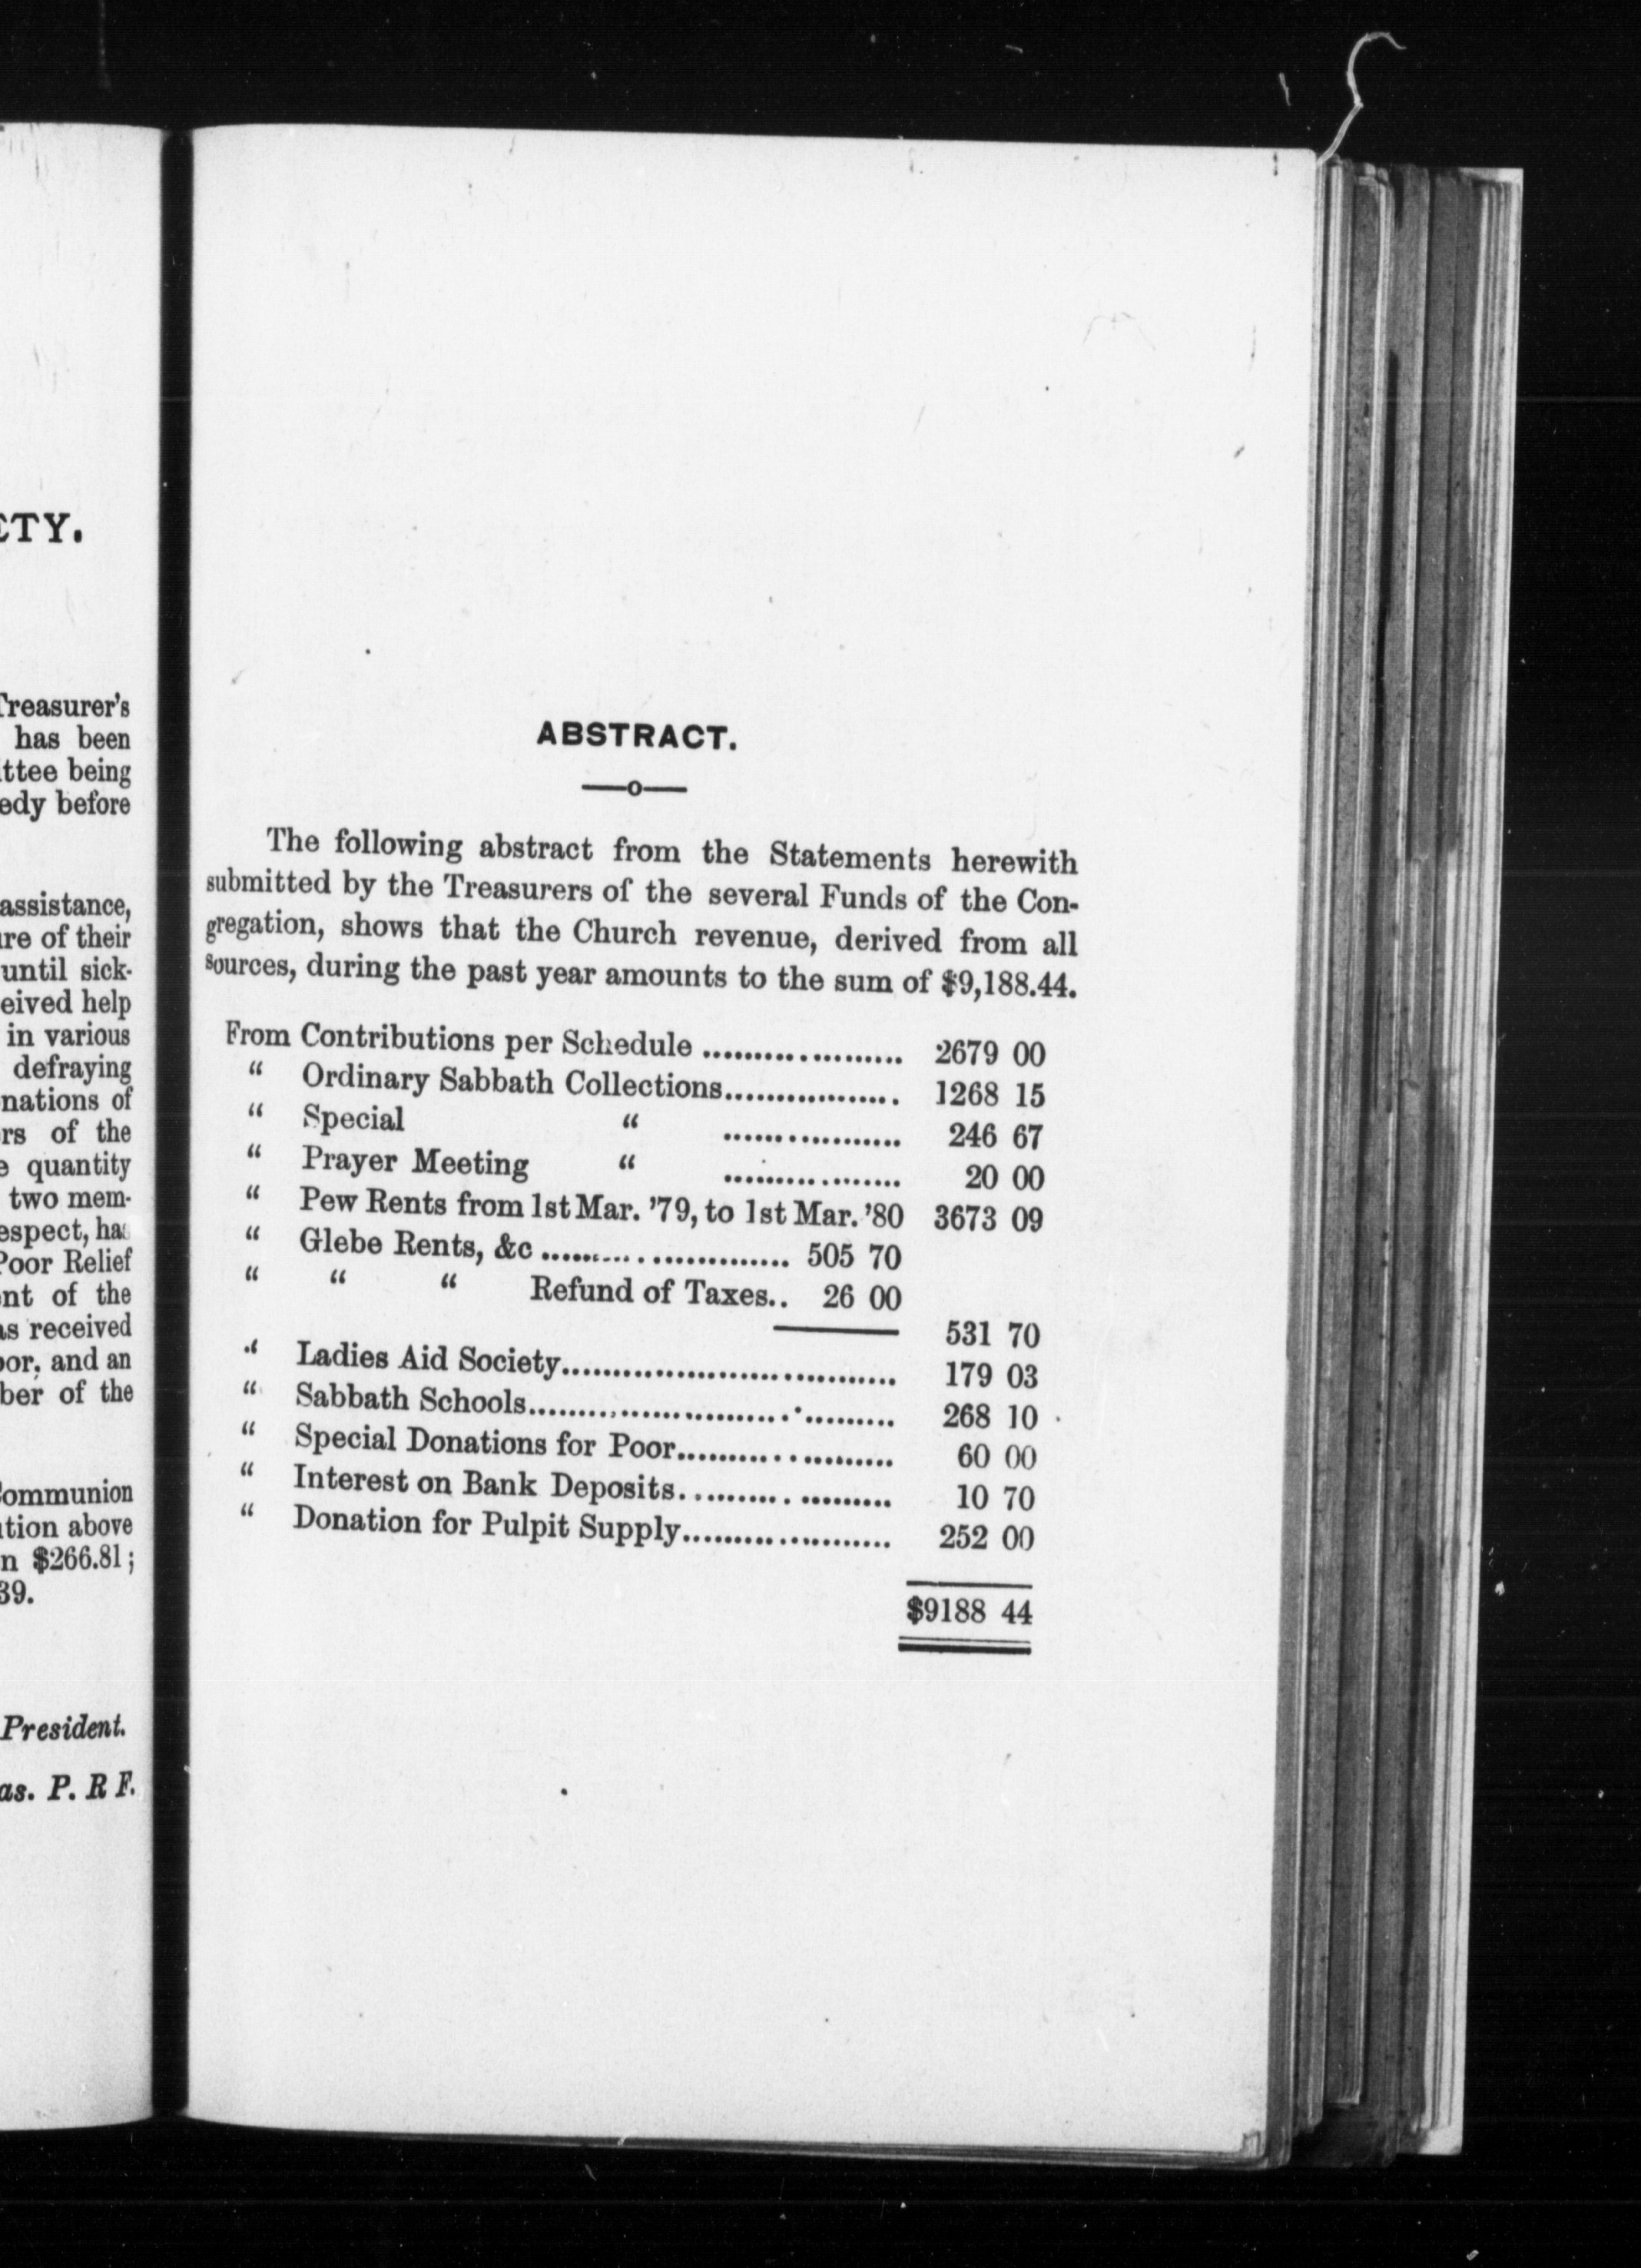 ETY.
Treasurer's
has been
ttee being
edy before
assistance,
re of their
until sick-
eived help
in various
defraying
nations of
rs of the
quantity
two mem-
espect, has
Poor Relief
nt of the
as received
oor, and an
ber of the
Communion
tion above
n $266.81;
39.
President.
as. P. R F.
ABSTRACT.
—o—
The following abstract from the Statements herewith
submitted by the Treasurers of the several Funds of the Con-
gregation, shows that the Church revenue, derived from all
sources, during the past year amounts to the sum of $9,188.44.
From Contributions per Schedule .................... 2679 00
“ Ordinary Sabbath Collections.................. 1268 15
“ Special “ .................. 246 67
“ Prayer Meeting “ .................. 20 00
“ Pew Rents from 1st Mar. '79, to 1st Mar. '80 3673 09
“ Glebe Rents, &c ......................... 505 70
“ “ “ Refund of Taxes.. 26 00
531 70
“ Ladies Aid Society.................................. 179 03
“ Sabbath Schools..................................... 268 10
“ Special Donations for Poor...................... 60 00
“ Interest on Bank Deposits...................... 10 70
“ Donation for Pulpit Supply..................... 252 00
$9188 44